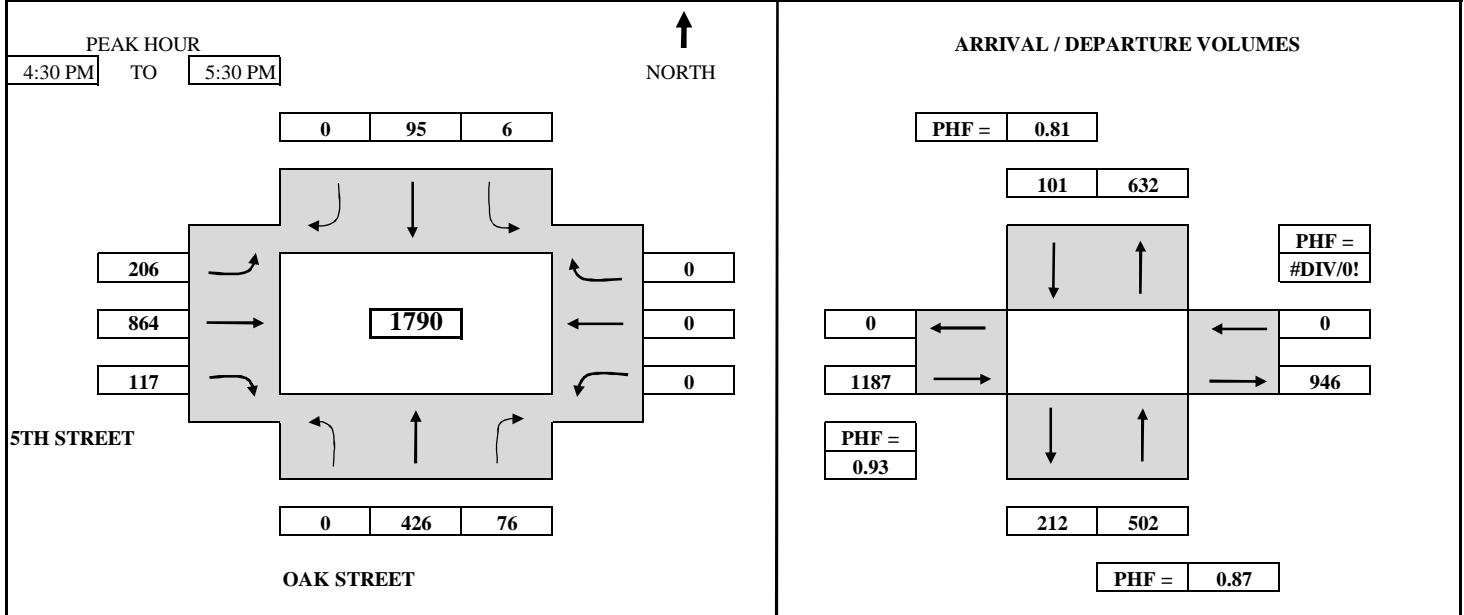 PEAK HOUR
4:30 PM TO 5:30 PM
NORTH
0 95 6
206
864
117
1790
0
0
0
5TH STREET
0 426 76
OAK STREET
ARRIVAL / DEPARTURE VOLUMES
PHF = 0.81
101 632
PHF =
#DIV/0!
0
0
1187
946
PHF =
0.93
212 502
PHF = 0.87